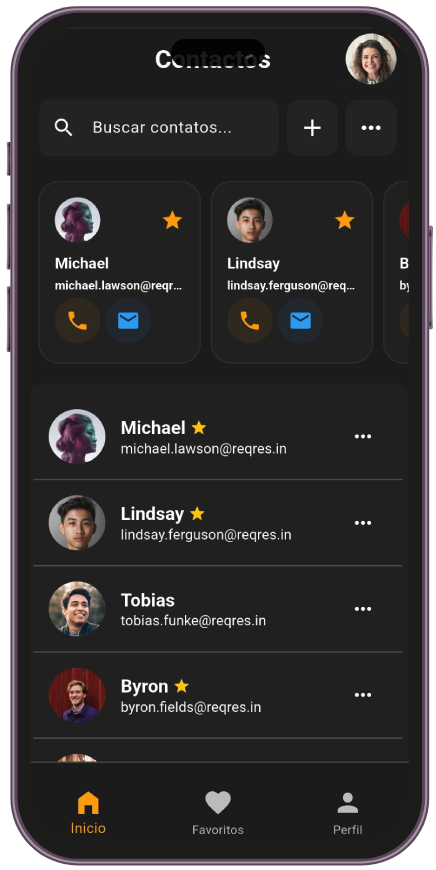 Contactos
Buscar contatos...
Michael
michael.lawson@reqr...
Lindsay
lindsay.ferguson@req...
B
by
Michael
michael.lawson@reqres.in
Lindsay
lindsay.ferguson@reqres.in
Tobias
tobias.funke@reqres.in
Byron
byron.fields@reqres.in
Inicio
Favoritos
Perfil